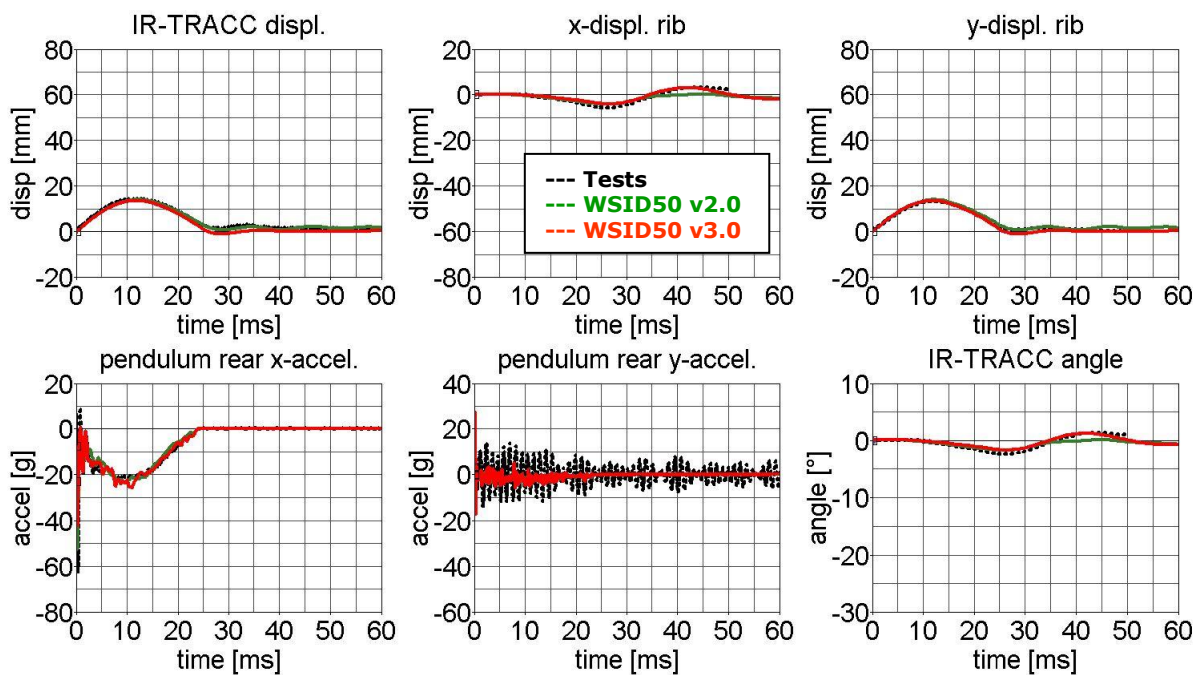 IR-TRACC displ.
x-displ. rib
y-displ. rib
disp [mm]
80
60
40
20
0
-20
0 10 20 30 40 50 60
time [ms]
disp [mm]
20
0
-20
-40
-60
-80
0 10 20 30 40 50 60
time [ms]
--- Tests
--- WSID50 v2.0
--- WSID50 v3.0
disp [mm]
80
60
40
20
0
-20
0 10 20 30 40 50 60
time [ms]
pendulum rear x-accel.
pendulum rear y-accel.
IR-TRACC angle
accel [g]
20
0
-20
-40
-60
-80
0 10 20 30 40 50 60
time [ms]
accel [g]
40
20
0
-20
-40
-60
0 10 20 30 40 50 60
time [ms]
angle [°]
10
0
-10
-20
-30
0 10 20 30 40 50 60
time [ms]